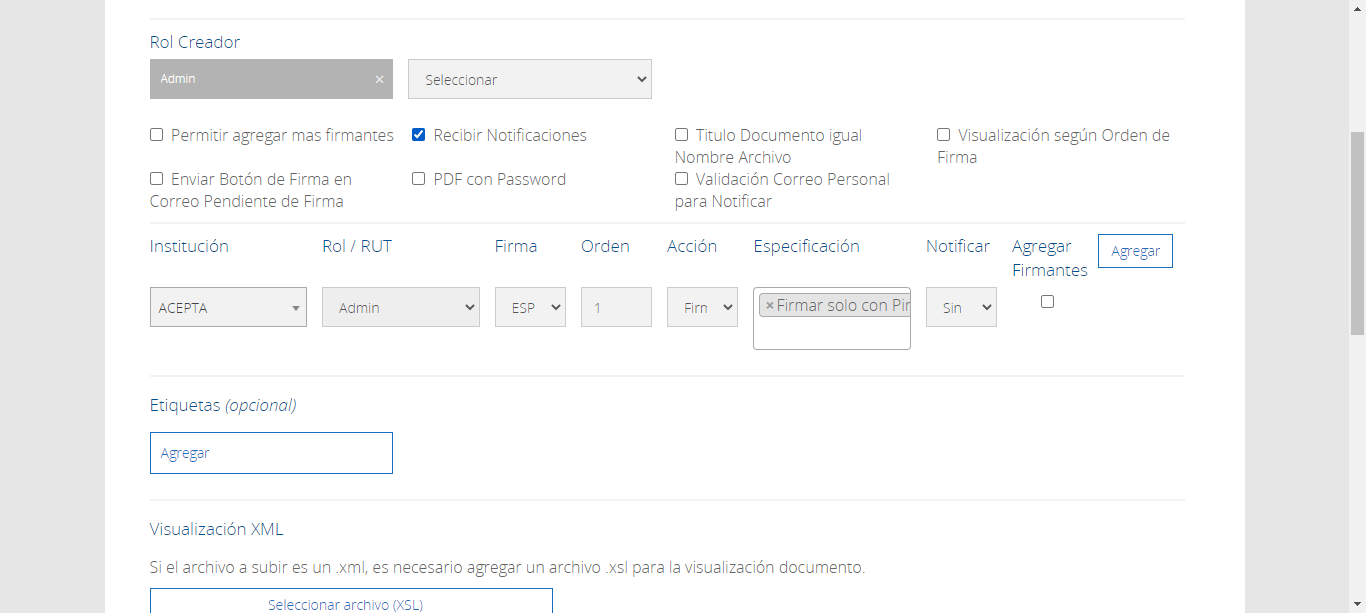 Rol Creador
Admin ×
Seleccionar
Permitir agregar mas firmantes
Recibir Notificaciones
Titulo Documento igual
Nombre Archivo
Visualización según Orden de
Firma
Enviar Botón de Firma en
Correo Pendiente de Firma
PDF con Password
Validación Correo Personal
para Notificar
Institución Rol / RUT Firma Orden Acción Especificación Notificar Agregar
Firmantes
Agregar
ACEPTA Admin ESP 1 Firn ×Firmar solo con Pin Sin
Etiquetas (opcional)
Agregar
Visualización XML
Si el archivo a subir es un .xml, es necesario agregar un archivo .xsl para la visualización documento.
Seleccionar archivo (XSL)